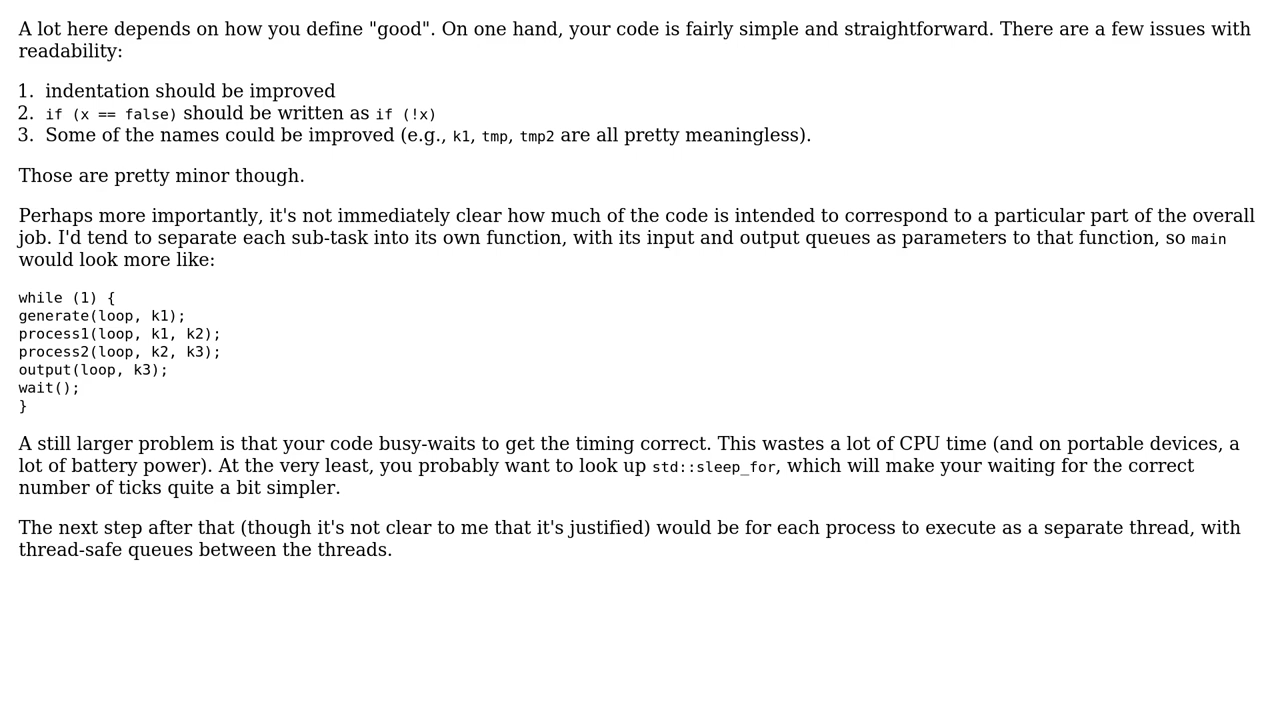 A lot here depends on how you define "good". On one hand, your code is fairly simple and straightforward. There are a few issues with
readability:
1. indentation should be improved
2. if (x == false) should be written as if (!x)
3. Some of the names could be improved (e.g., k1, tmp, tmp2 are all pretty meaningless).
Those are pretty minor though.
Perhaps more importantly, it's not immediately clear how much of the code is intended to correspond to a particular part of the overall
job. I'd tend to separate each sub-task into its own function, with its input and output queues as parameters to that function, so main
would look more like:
while (1) {
generate(loop, k1);
process1(loop, k1, k2);
process2(loop, k2, k3);
output(loop, k3);
wait();
}
A still larger problem is that your code busy-waits to get the timing correct. This wastes a lot of CPU time (and on portable devices, a
lot of battery power). At the very least, you probably want to look up std::sleep_for, which will make your waiting for the correct
number of ticks quite a bit simpler.
The next step after that (though it's not clear to me that it's justified) would be for each process to execute as a separate thread, with
thread-safe queues between the threads.